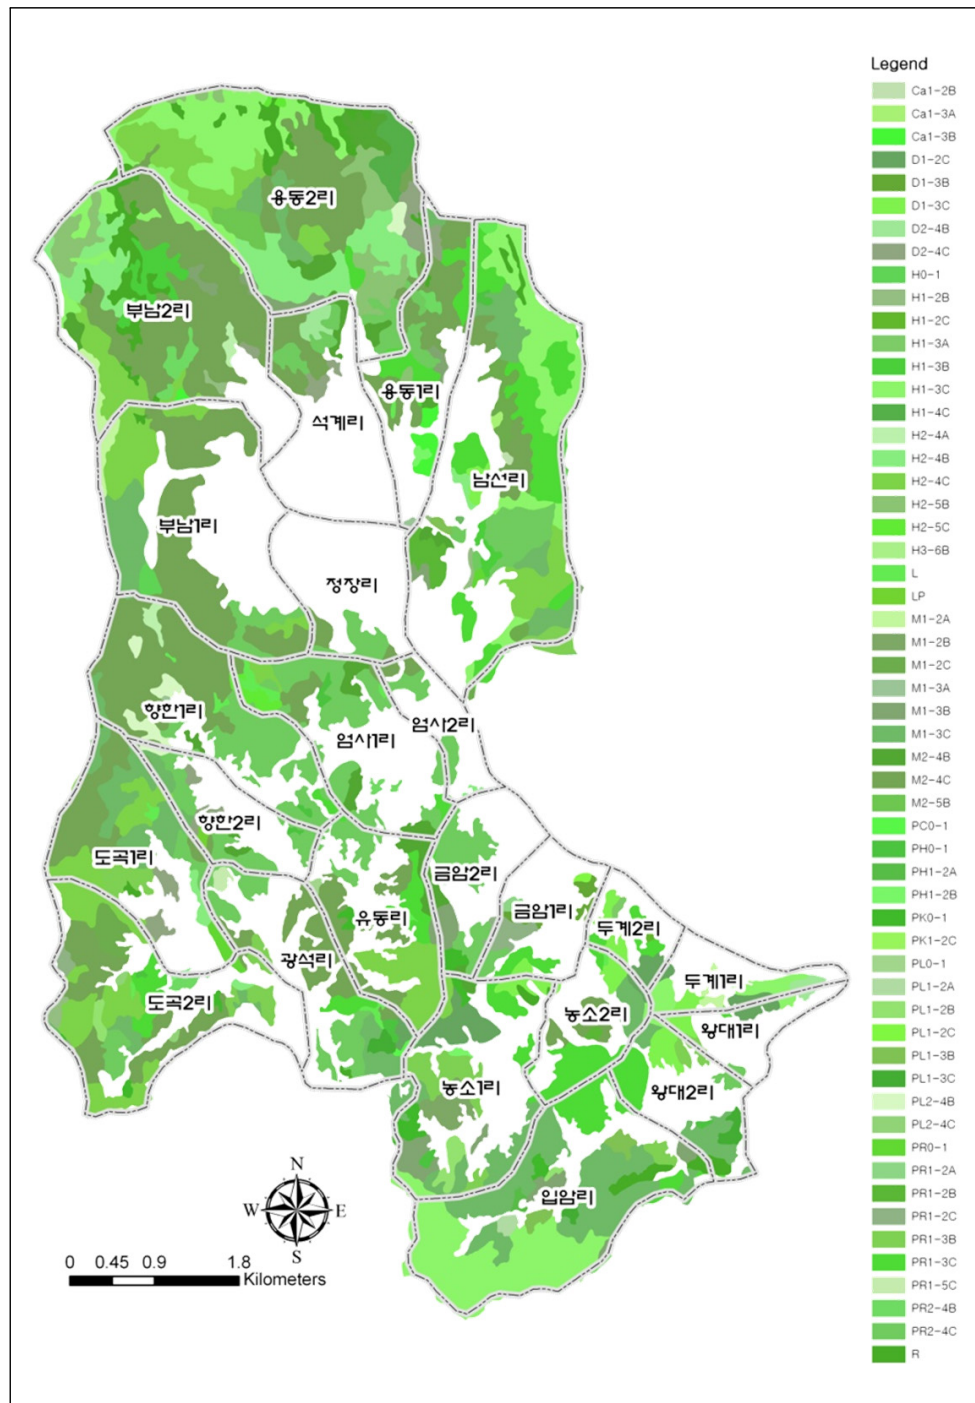 Legend
Ca1-2B
Ca1-3A
Ca1-3B
D1-2C
D1-3B
D1-3C
D2-4B
D2-4C
H0-1
H1-2B
H1-2C
H1-3A
H1-3B
H1-3C
H1-4C
H2-4A
H2-4B
H2-4C
H2-5B
H2-5C
H3-6B
L
LP
M1-2A
M1-2B
M1-2C
M1-3A
M1-3B
M1-3C
M2-4B
M2-4C
M2-5B
PC0-1
PH0-1
PH1-2A
PH1-2B
PK0-1
PK1-2C
PL0-1
PL1-2A
PL1-2B
PL1-2C
PL1-3B
PL1-3C
PL2-4B
PL2-4C
PR0-1
PR1-2A
PR1-2B
PR1-2C
PR1-3B
PR1-3C
PR1-5C
PR2-4B
PR2-4C
R
용동2리
부남2리
용동1리
석계리
남선리
부남1리
정장리
향한1리
엄사2리
엄사1리
향한2리
도곡1리
금암2리
금암1리
유동리
두계2리
광석리
두계1리
도곡2리
농소2리
왕대1리
농소1리
왕대2리
입암리
N
W E
S
0 0.45 0.9 1.8
Kilometers